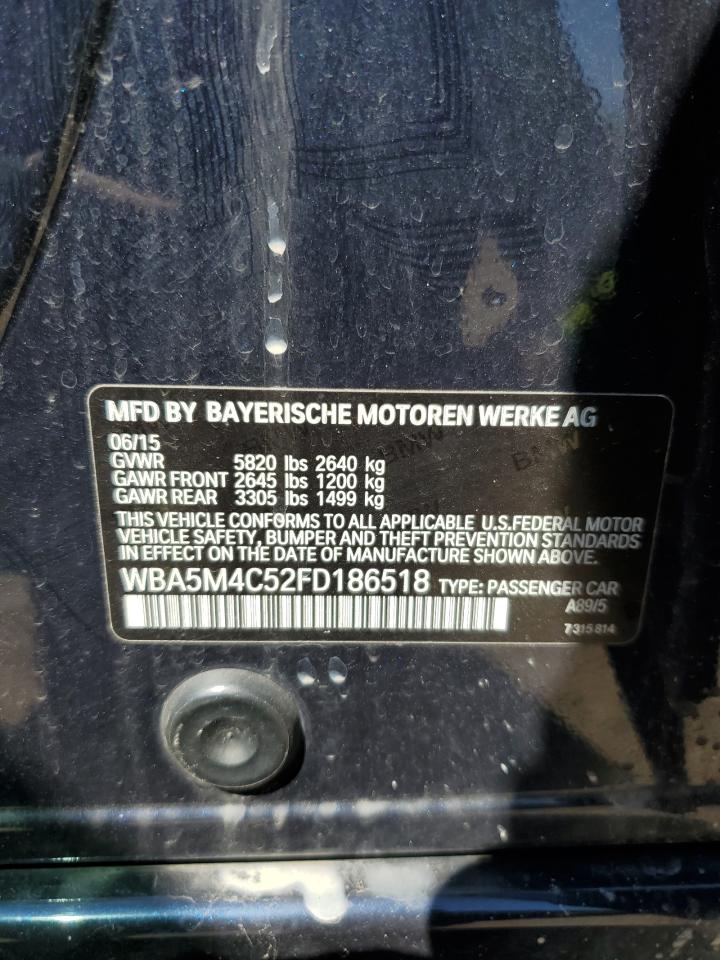 MFD BY BAYERISCHE MOTOREN WERKE AG
06/15
GVWR 5820 lbs 2640 kg
GAWR FRONT 2645 lbs 1200 kg
GAWR REAR 3305 lbs 1499 kg
THIS VEHICLE CONFORMS TO ALL APPLICABLE U.S.FEDERAL MOTOR
VEHICLE SAFETY, BUMPER AND THEFT PREVENTION STANDARDS
IN EFFECT ON THE DATE OF MANUFACTURE SHOWN ABOVE.
WBA5M4C52FD186518 TYPE: PASSENGER CAR
A89/5
7315814
BMW
BMW